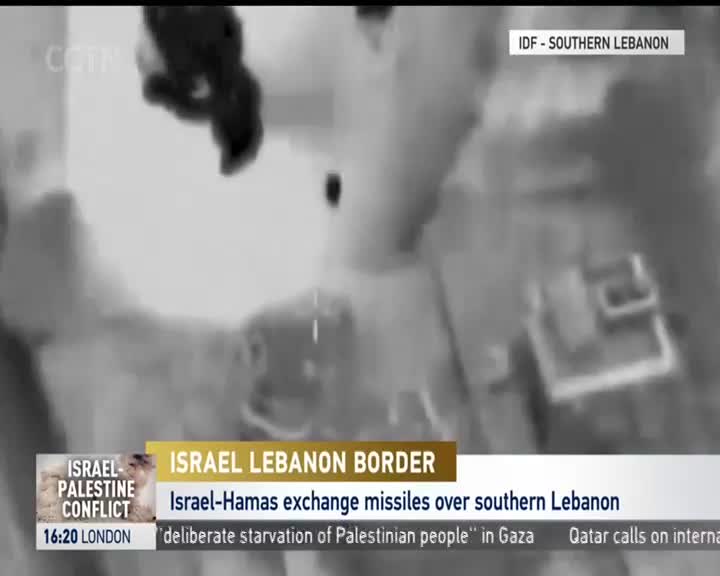 CGTN
IDF - SOUTHERN LEBANON
ISRAEL LEBANON BORDER
ISRAEL-
PALESTINE
CONFLICT
Israel-Hamas exchange missiles over southern Lebanon
16:20 LONDON
"deliberate starvation of Palestinian people" in Gaza Qatar calls on interna